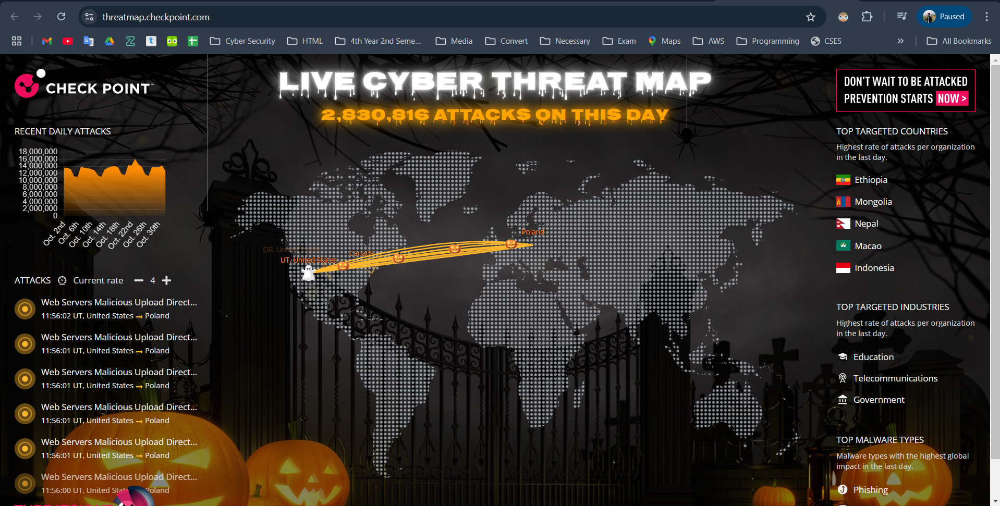 threatmap.checkpoint.com
Paused
Cyber Security
HTML
4th Year 2nd Seme...
Media
Convert
Necessary
Exam
Maps
AWS
Programming
CSES
All Bookmarks
CHECK POINT
LIVE CYBER THREAT MAP
2,830,816 ATTACKS ON THIS DAY
DON'T WAIT TO BE ATTACKED
PREVENTION STARTS NOW >
RECENT DAILY ATTACKS
18,000,000
16,000,000
14,000,000
12,000,000
10,000,000
8,000,000
6,000,000
4,000,000
2,000,000
0
Oct. 2nd
Oct. 6th
Oct. 10th
Oct. 14th
Oct. 18th
Oct. 22nd
Oct. 26th
Oct. 30th
ATTACKS
Current rate
4
Web Servers Malicious Upload Direct...
11:56:02 UT, United States → Poland
Web Servers Malicious Upload Direct...
11:56:01 UT, United States → Poland
Web Servers Malicious Upload Direct...
11:56:01 UT, United States → Poland
Web Servers Malicious Upload Direct...
11:56:01 UT, United States → Poland
Web Servers Malicious Upload Direct...
11:56:01 UT, United States → Poland
Web Servers Malicious Upload Direct...
11:56:00 UT, United States → Poland
Poland
Canada
OR, United States
UT, United States
TOP TARGETED COUNTRIES
Highest rate of attacks per organization
in the last day.
Ethiopia
Mongolia
Nepal
Macao
Indonesia
TOP TARGETED INDUSTRIES
Highest rate of attacks per organization
in the last day.
Education
Telecommunications
Government
TOP MALWARE TYPES
Malware types with the highest global
impact in the last day.
Phishing